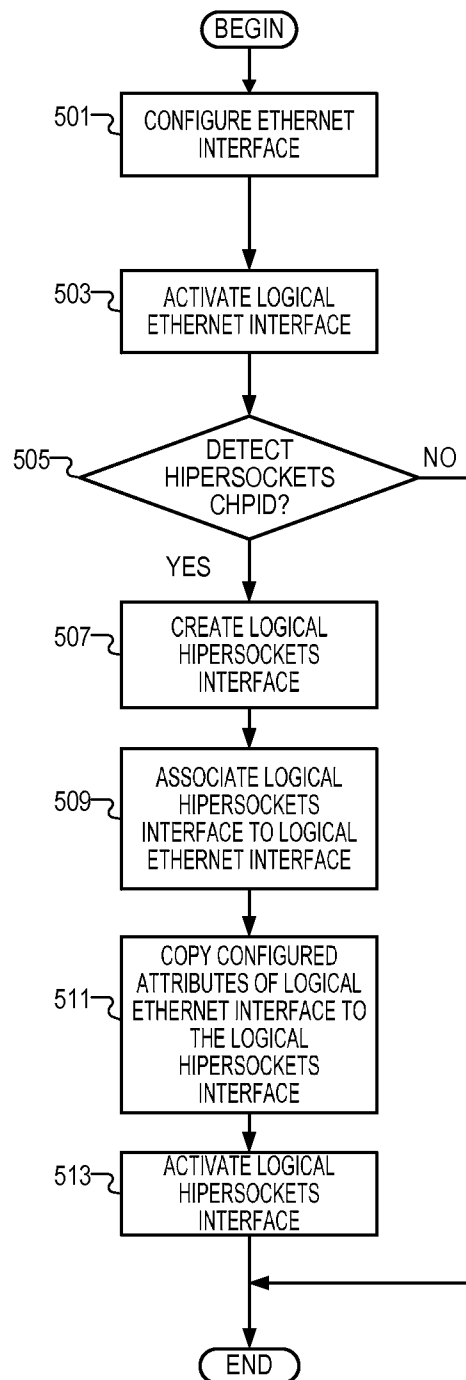 BEGIN
501
CONFIGURE ETHERNET
INTERFACE
503
ACTIVATE LOGICAL
ETHERNET INTERFACE
505
DETECT
HIPERSOCKETS
CHPID?
NO
YES
507
CREATE LOGICAL
HIPERSOCKETS
INTERFACE
509
ASSOCIATE LOGICAL
HIPERSOCKETS
INTERFACE TO LOGICAL
ETHERNET INTERFACE
511
COPY CONFIGURED
ATTRIBUTES OF LOGICAL
ETHERNET INTERFACE TO
THE LOGICAL
HIPERSOCKETS
INTERFACE
513
ACTIVATE LOGICAL
HIPERSOCKETS
INTERFACE
END